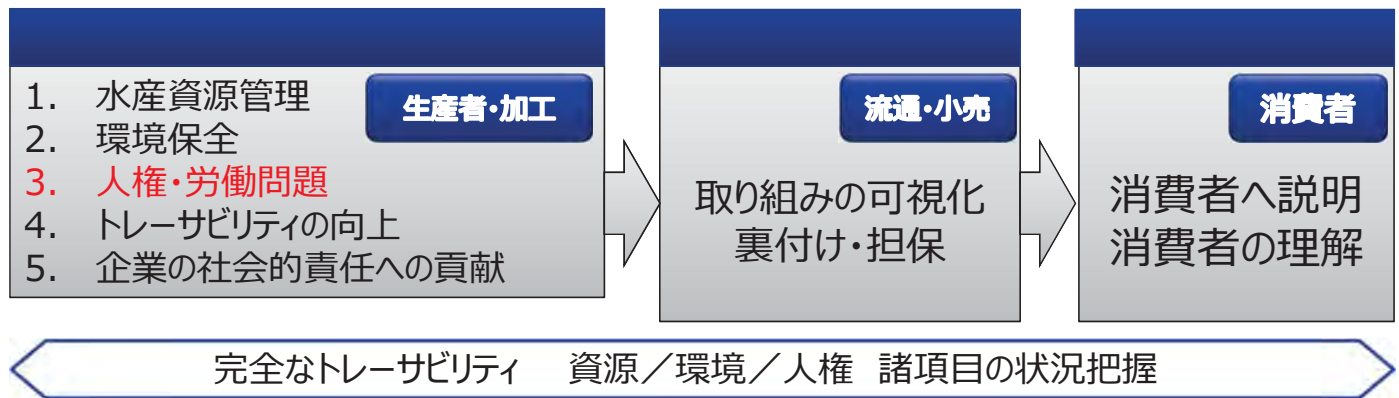 生産者・加工
1. 水産資源管理
2. 環境保全
3. 人権・労働問題
4. トレーサビリティの向上
5. 企業の社会的責任への貢献
流通・小売
取り組みの可視化
裏付け・担保
消費者
消費者へ説明
消費者の理解
完全なトレーサビリティ 資源／環境／人権 諸項目の状況把握